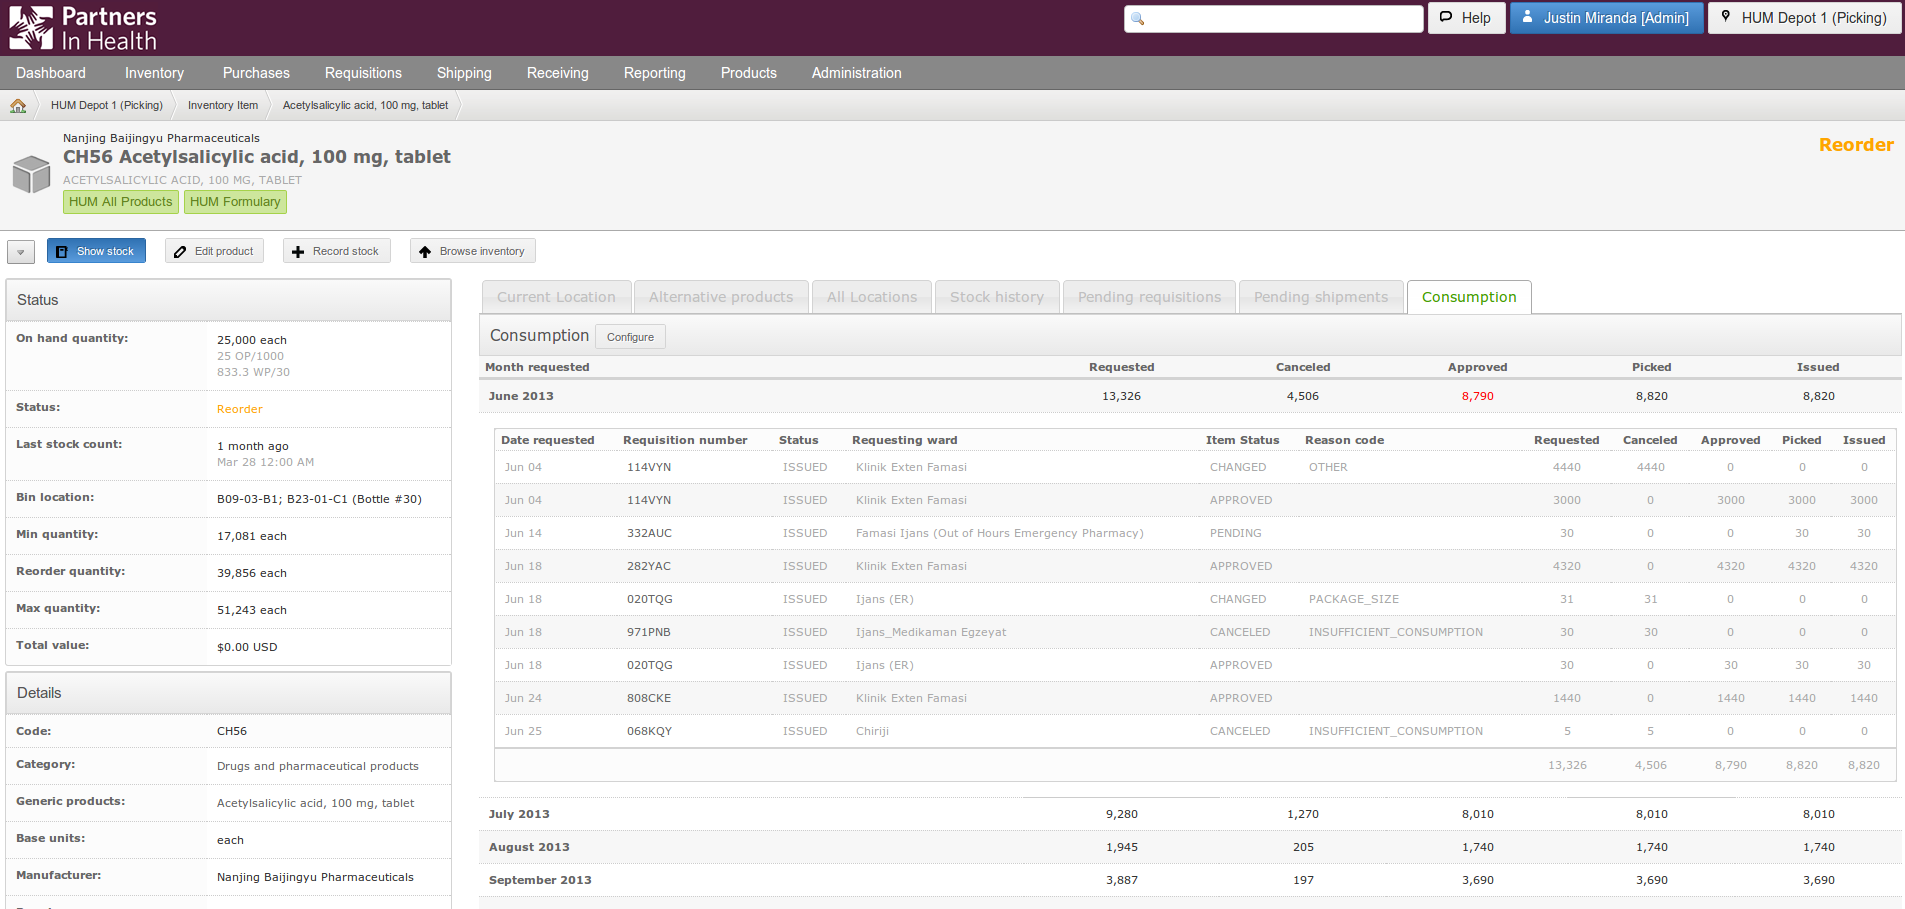 Partners
In Health
Help
Justin Miranda [Admin]
HUM Depot 1 (Picking)
Dashboard Inventory Purchases Requisitions Shipping Receiving Reporting Products Administration
HUM Depot 1 (Picking) Inventory Item Acetylsalicylic acid, 100 mg, tablet
Nanjing Baijingyu Pharmaceuticals
CH56 Acetylsalicylic acid, 100 mg, tablet
ACETYLSALICYLIC ACID, 100 MG, TABLET
HUM All Products HUM Formulary
Reorder
Show stock Edit product Record stock Browse inventory
Status
On hand quantity: 25,000 each
25 OP/1000
833.3 WP/30
Status: Reorder
Last stock count: 1 month ago
Mar 28 12:00 AM
Bin location: B09-03-B1; B23-01-C1 (Bottle #30)
Min quantity: 17,081 each
Reorder quantity: 39,856 each
Max quantity: 51,243 each
Total value: $0.00 USD
Details
Code: CH56
Category: Drugs and pharmaceutical products
Generic products: Acetylsalicylic acid, 100 mg, tablet
Base units: each
Manufacturer: Nanjing Baijingyu Pharmaceuticals
Current Location Alternative products All Locations Stock history Pending requisitions Pending shipments Consumption
Consumption Configure
Month requested Requested Canceled Approved Picked Issued
June 2013 13,326 4,506 8,790 8,820 8,820
Date requested Requisition number Status Requesting ward Item Status Reason code Requested Canceled Approved Picked Issued
Jun 04 114VYN ISSUED Klinik Exten Famasi CHANGED OTHER 4440 4440 0 0 0
Jun 04 114VYN ISSUED Klinik Exten Famasi APPROVED 3000 0 3000 3000 3000
Jun 14 332AUC ISSUED Famasi Ijans (Out of Hours Emergency Pharmacy) PENDING 30 0 0 30 30
Jun 18 282YAC ISSUED Klinik Exten Famasi APPROVED 4320 0 4320 4320 4320
Jun 18 020TQG ISSUED Ijans (ER) CHANGED PACKAGE_SIZE 31 31 0 0 0
Jun 18 971PNB ISSUED Ijans_Medikaman Egzeyat CANCELED INSUFFICIENT_CONSUMPTION 30 30 0 0 0
Jun 18 020TQG ISSUED Ijans (ER) APPROVED 30 0 30 30 30
Jun 24 808CKE ISSUED Klinik Exten Famasi APPROVED 1440 0 1440 1440 1440
Jun 25 068KQY ISSUED Chiriji CANCELED INSUFFICIENT_CONSUMPTION 5 5 0 0 0
13,326 4,506 8,790 8,820 8,820
July 2013 9,280 1,270 8,010 8,010 8,010
August 2013 1,945 205 1,740 1,740 1,740
September 2013 3,887 197 3,690 3,690 3,690